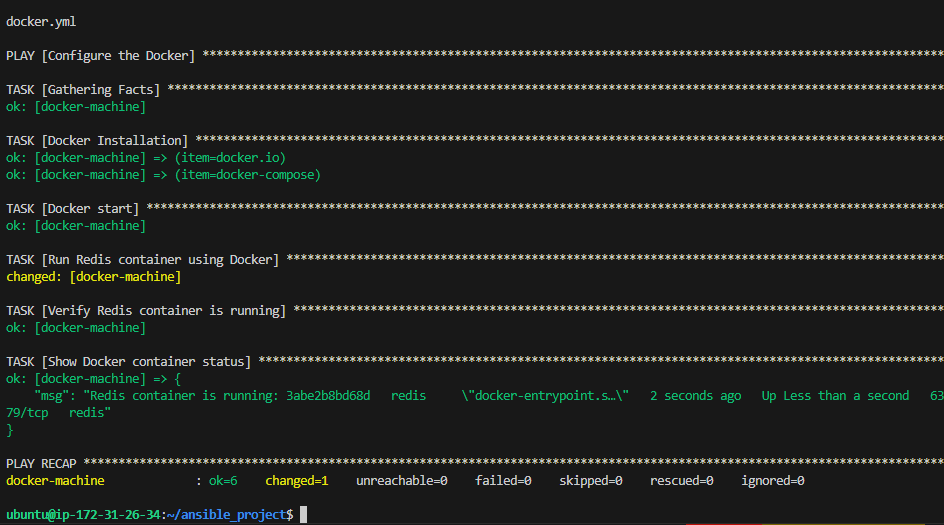 docker.yml
PLAY [Configure the Docker] **********************************************************************************************************
TASK [Gathering Facts] ***************************************************************************************************************
ok: [docker-machine]
TASK [Docker Installation] ***********************************************************************************************************
ok: [docker-machine] => (item=docker.io)
ok: [docker-machine] => (item=docker-compose)
TASK [Docker start] ******************************************************************************************************************
ok: [docker-machine]
TASK [Run Redis container using Docker] **********************************************************************************************
changed: [docker-machine]
TASK [Verify Redis container is running] *********************************************************************************************
ok: [docker-machine]
TASK [Show Docker container status] **************************************************************************************************
ok: [docker-machine] => {
    "msg": "Redis container is running: 3abe2b8bd68d   redis     \"docker-entrypoint.s…\"   2 seconds ago   Up Less than a second   63
79/tcp   redis"
}
PLAY RECAP ***************************************************************************************************************************
docker-machine             : ok=6    changed=1    unreachable=0    failed=0    skipped=0    rescued=0    ignored=0
ubuntu@ip-172-31-26-34:~/ansible_project$